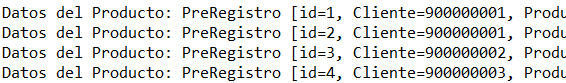 Datos del Producto: PreRegistro [id=1, Cliente=900000001, Produ
Datos del Producto: PreRegistro [id=2, Cliente=900000001, Produ
Datos del Producto: PreRegistro [id=3, Cliente=900000002, Produ
Datos del Producto: PreRegistro [id=4, Cliente=900000003, Produ